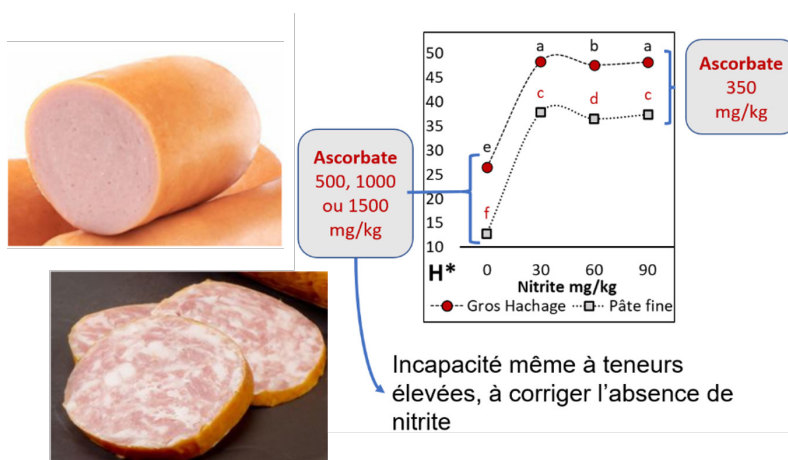 Ascorbate
500, 1000
ou 1500
mg/kg
50
45
40
35
30
25
20
15
10
a
b
a
c
d
c
e
f
H*
0
30
60
90
Nitrite mg/kg
Gros Hachage
Pâte fine
Ascorbate
350
mg/kg
Incapacité même à teneurs
élevées, à corriger l’absence de
nitrite